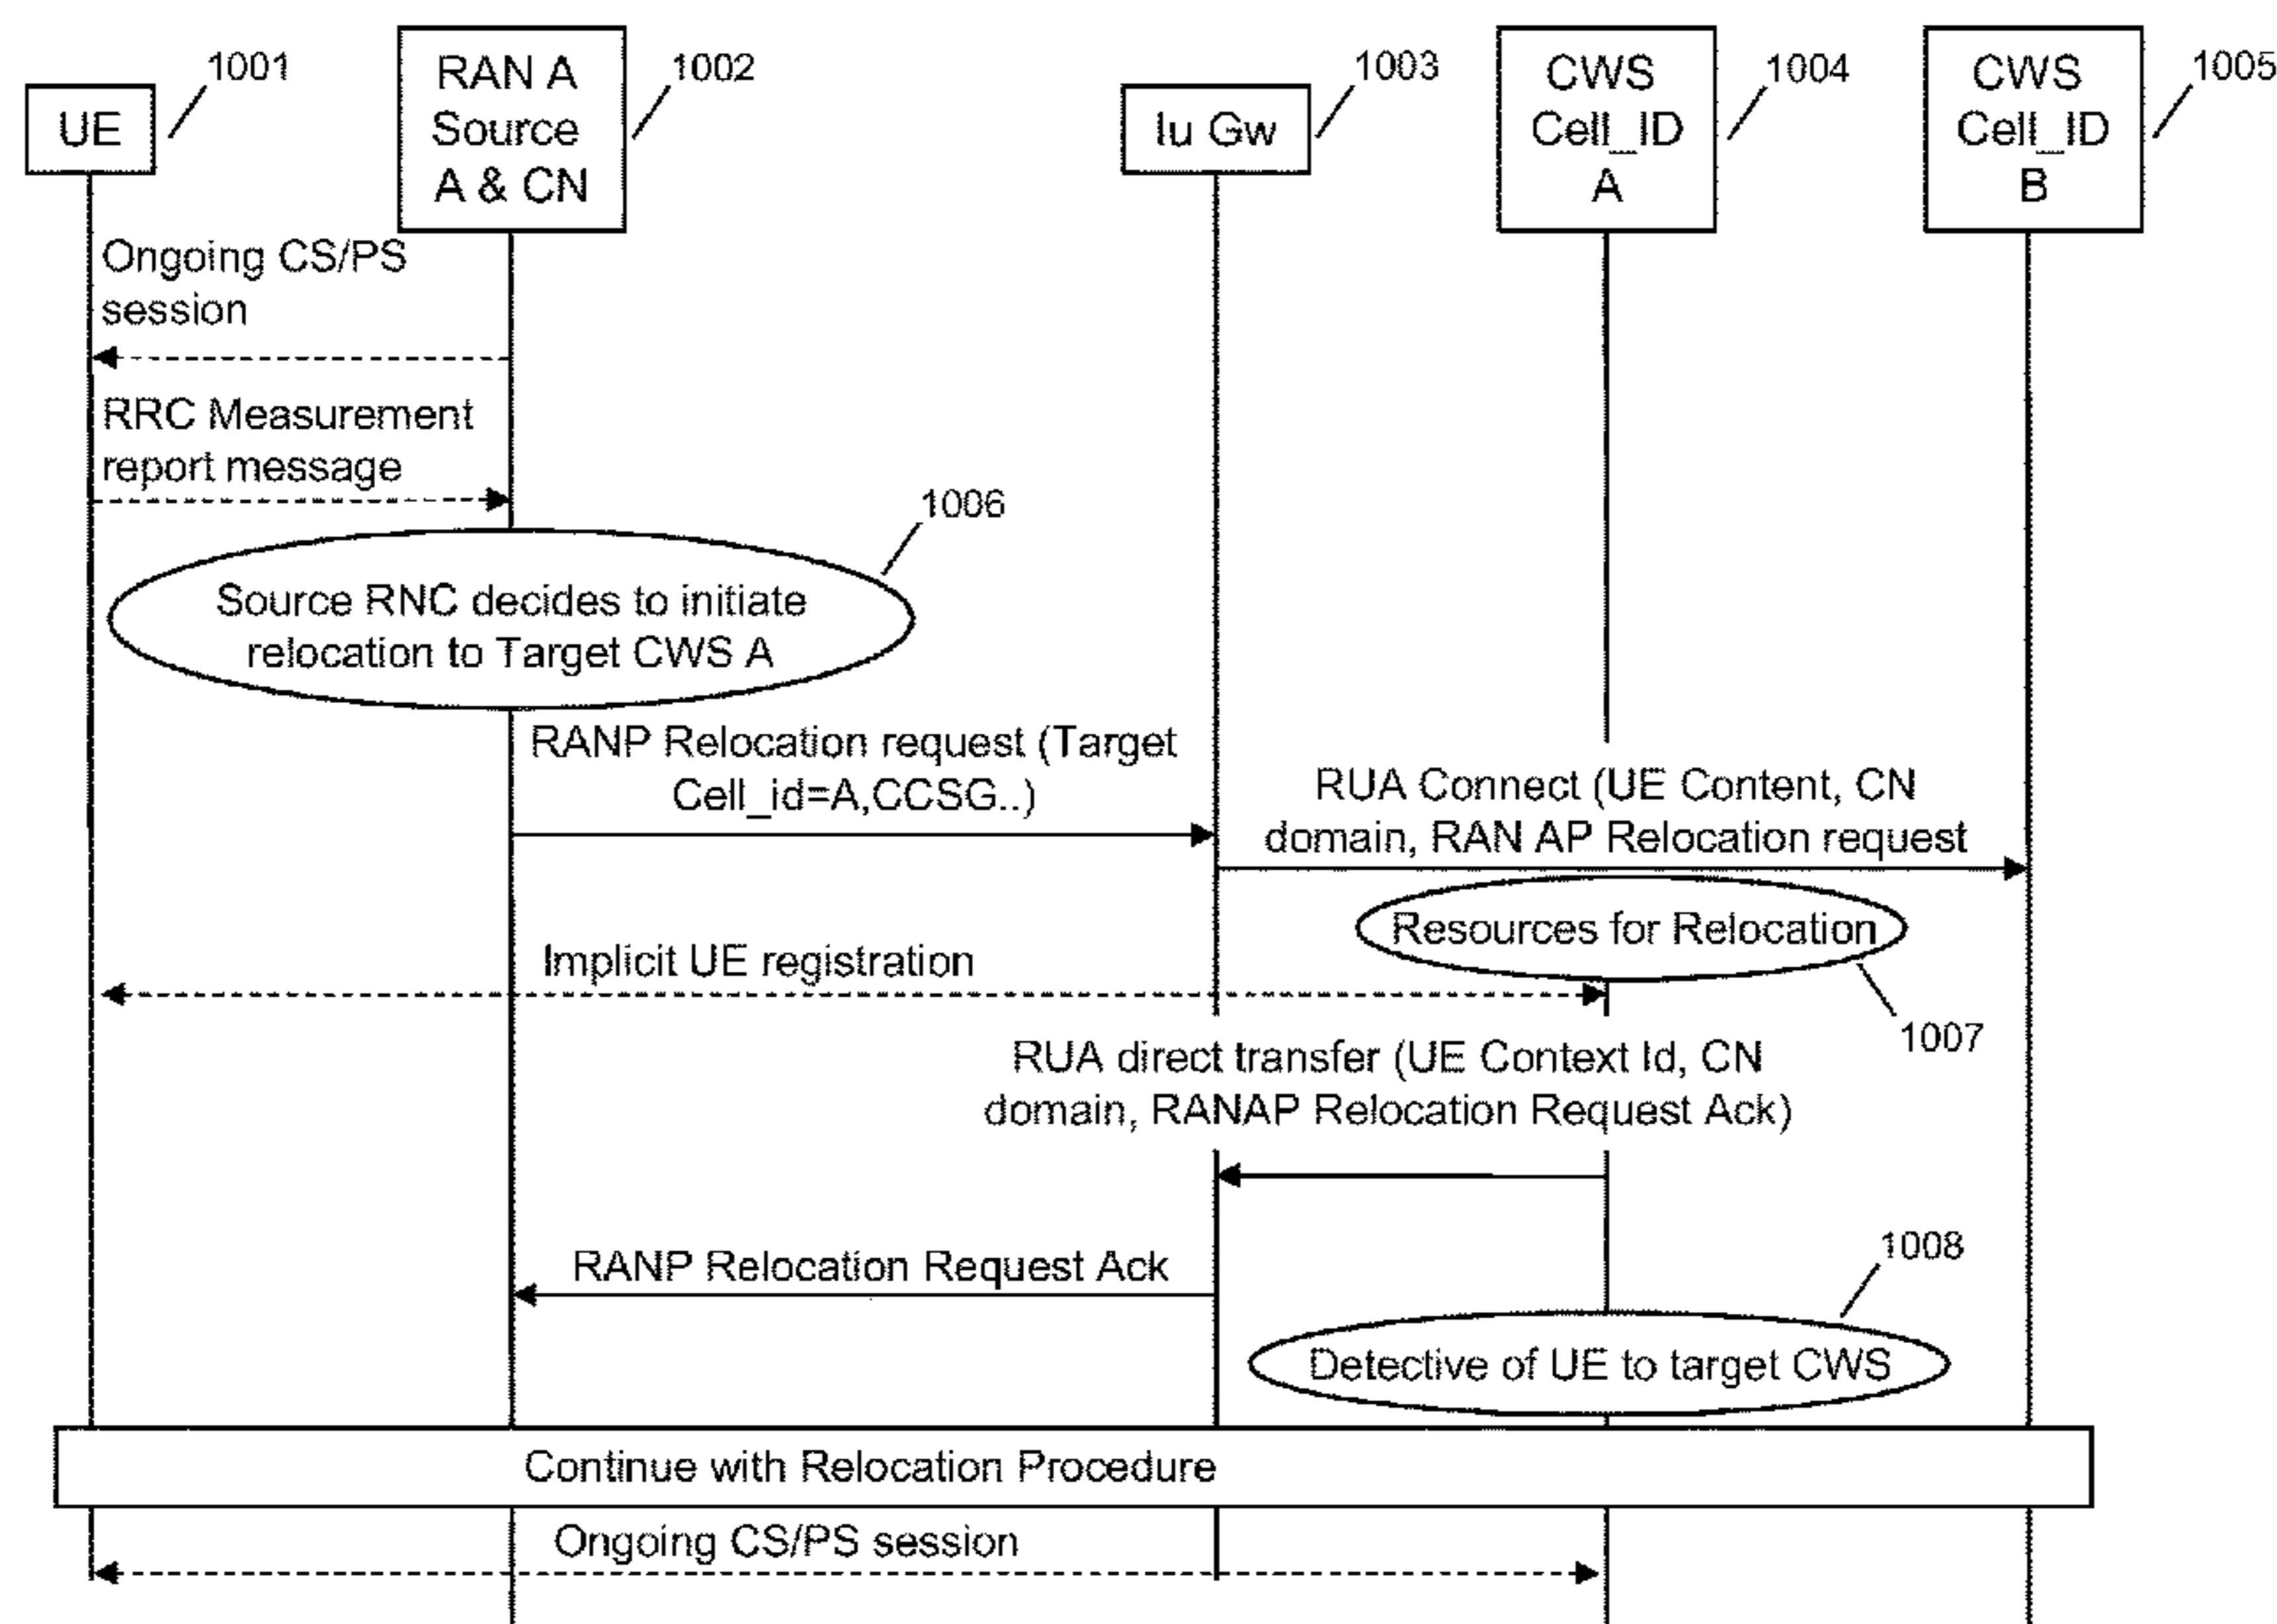 1001
1002
1003
1004
1005
UE
RAN A
Source
A & CN
Iu Gw
CWS
Cell_ID
A
CWS
Cell_ID
B
Ongoing CS/PS
session
RRC Measurement
report message
1006
Source RNC decides to initiate
relocation to Target CWS A
RANP Relocation request (Target
Cell_id=A,CCSG..)
RUA Connect (UE Content, CN
domain, RAN AP Relocation request
Resources for Relocation
1007
Implicit UE registration
RUA direct transfer (UE Context Id, CN
domain, RANAP Relocation Request Ack)
RANP Relocation Request Ack
1008
Detective of UE to target CWS
Continue with Relocation Procedure
Ongoing CS/PS session